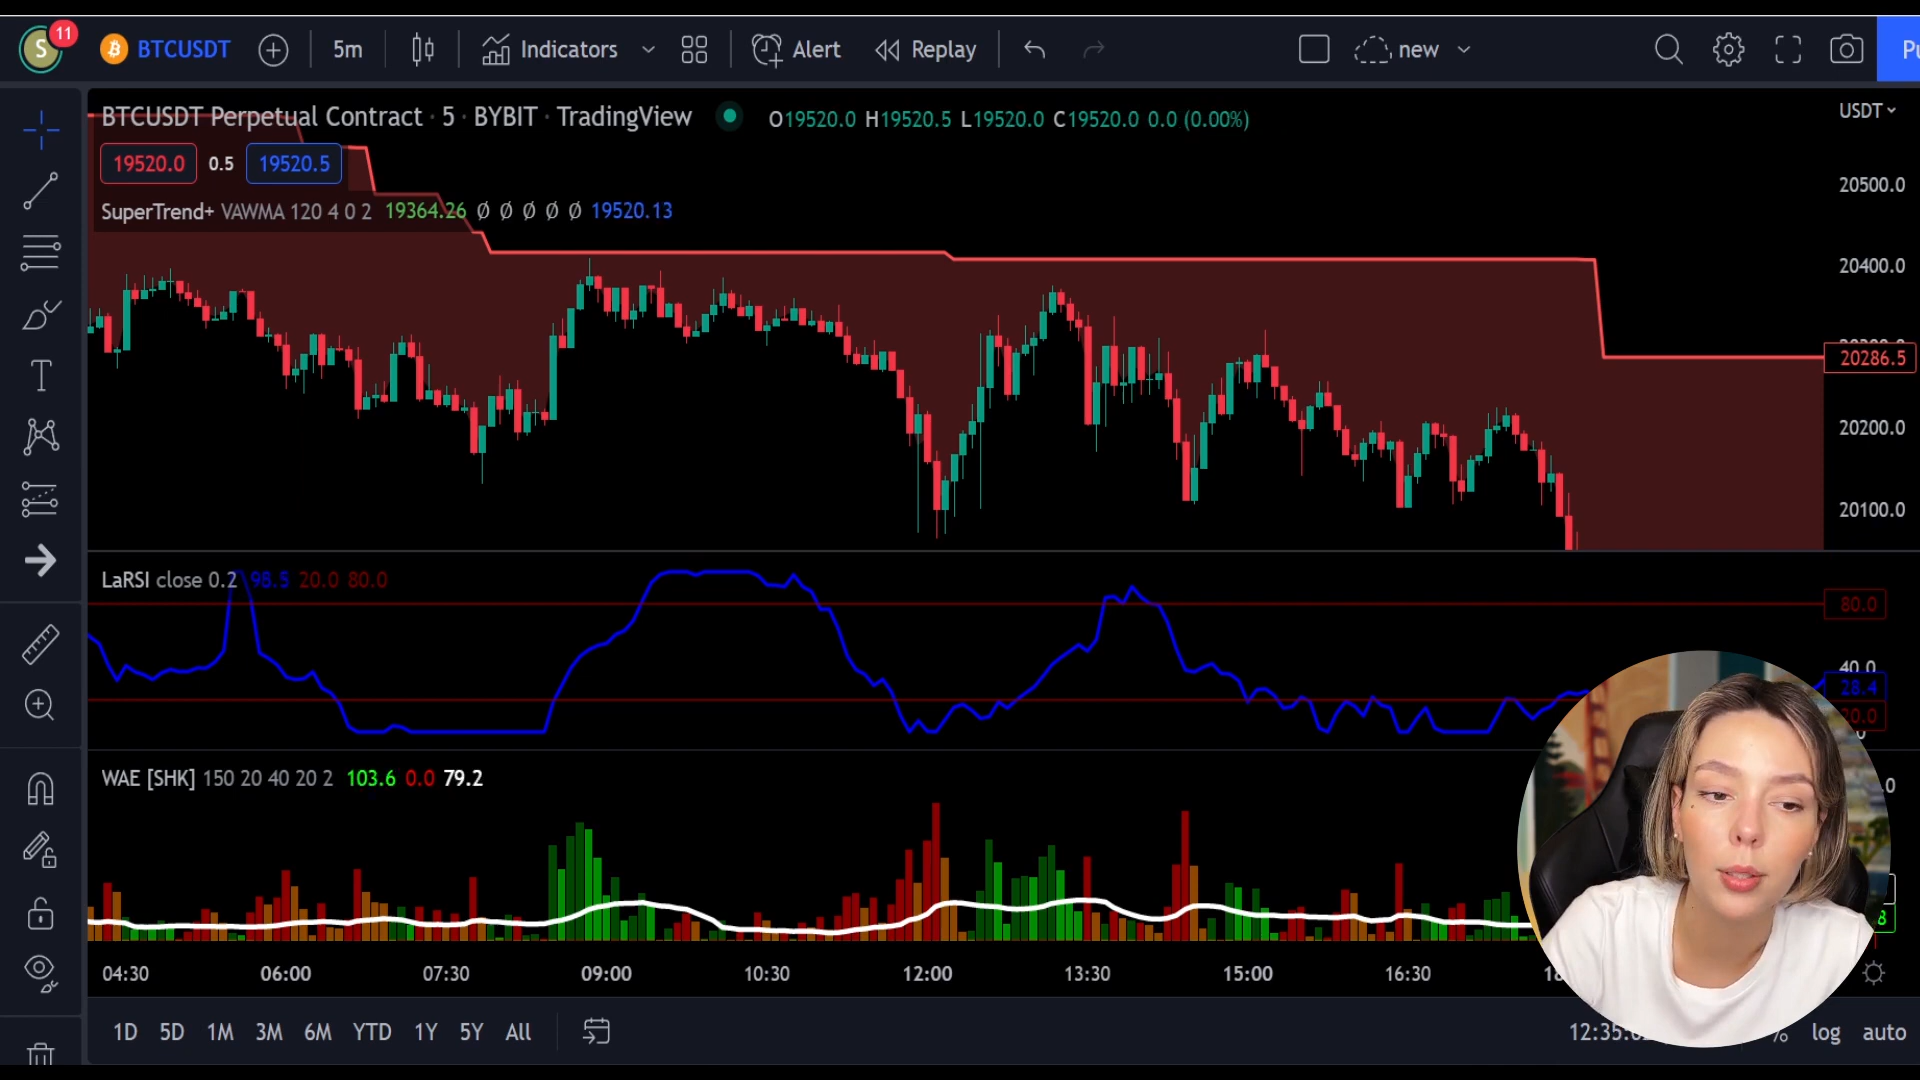 S 11 BTCUSDT 5m Indicators Alert Replay new
BTCUSDT Perpetual Contract · 5 · BYBIT · TradingView O19520.0 H19520.5 L19520.0 C19520.0 0.0 (0.00%)
USDT
19520.0 0.5 19520.5
SuperTrend+ VAWMA 120 4 0 2 19364.26 Ø Ø Ø Ø Ø 19520.13
20500.0
20400.0
20286.5
20200.0
20100.0
LaRSI close 0.2 98.5 20.0 80.0
80.0
40.0
28.4
WAE [SHK] 150 20 40 20 2 103.6 0.0 79.2
04:30 06:00 07:30 09:00 10:30 12:00 13:30 15:00 16:30
1D 5D 1M 3M 6M YTD 1Y 5Y All
% log auto